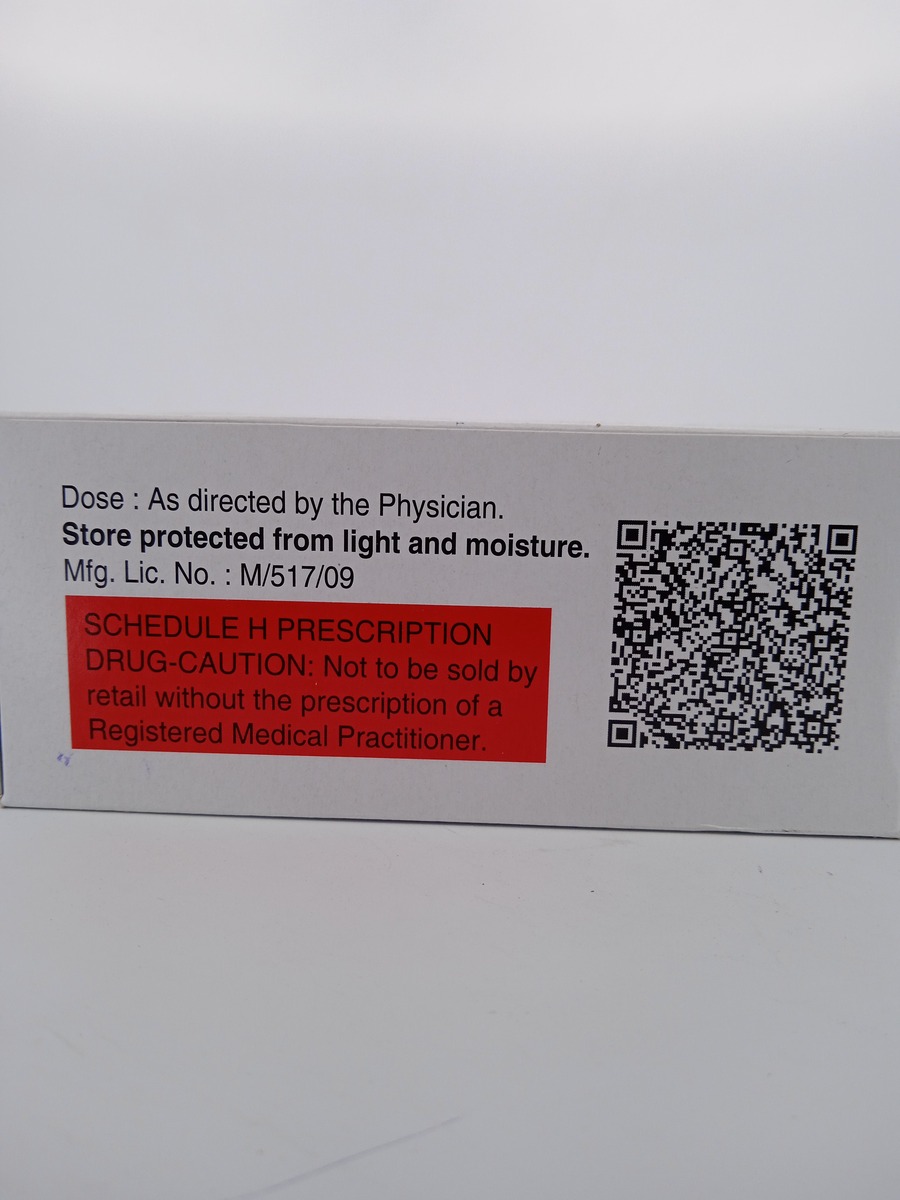 Dose : As directed by the Physician.
Store protected from light and moisture.
Mfg. Lic. No. : M/517/09
SCHEDULE H PRESCRIPTION
DRUG-CAUTION: Not to be sold by
retail without the prescription of a
Registered Medical Practitioner.